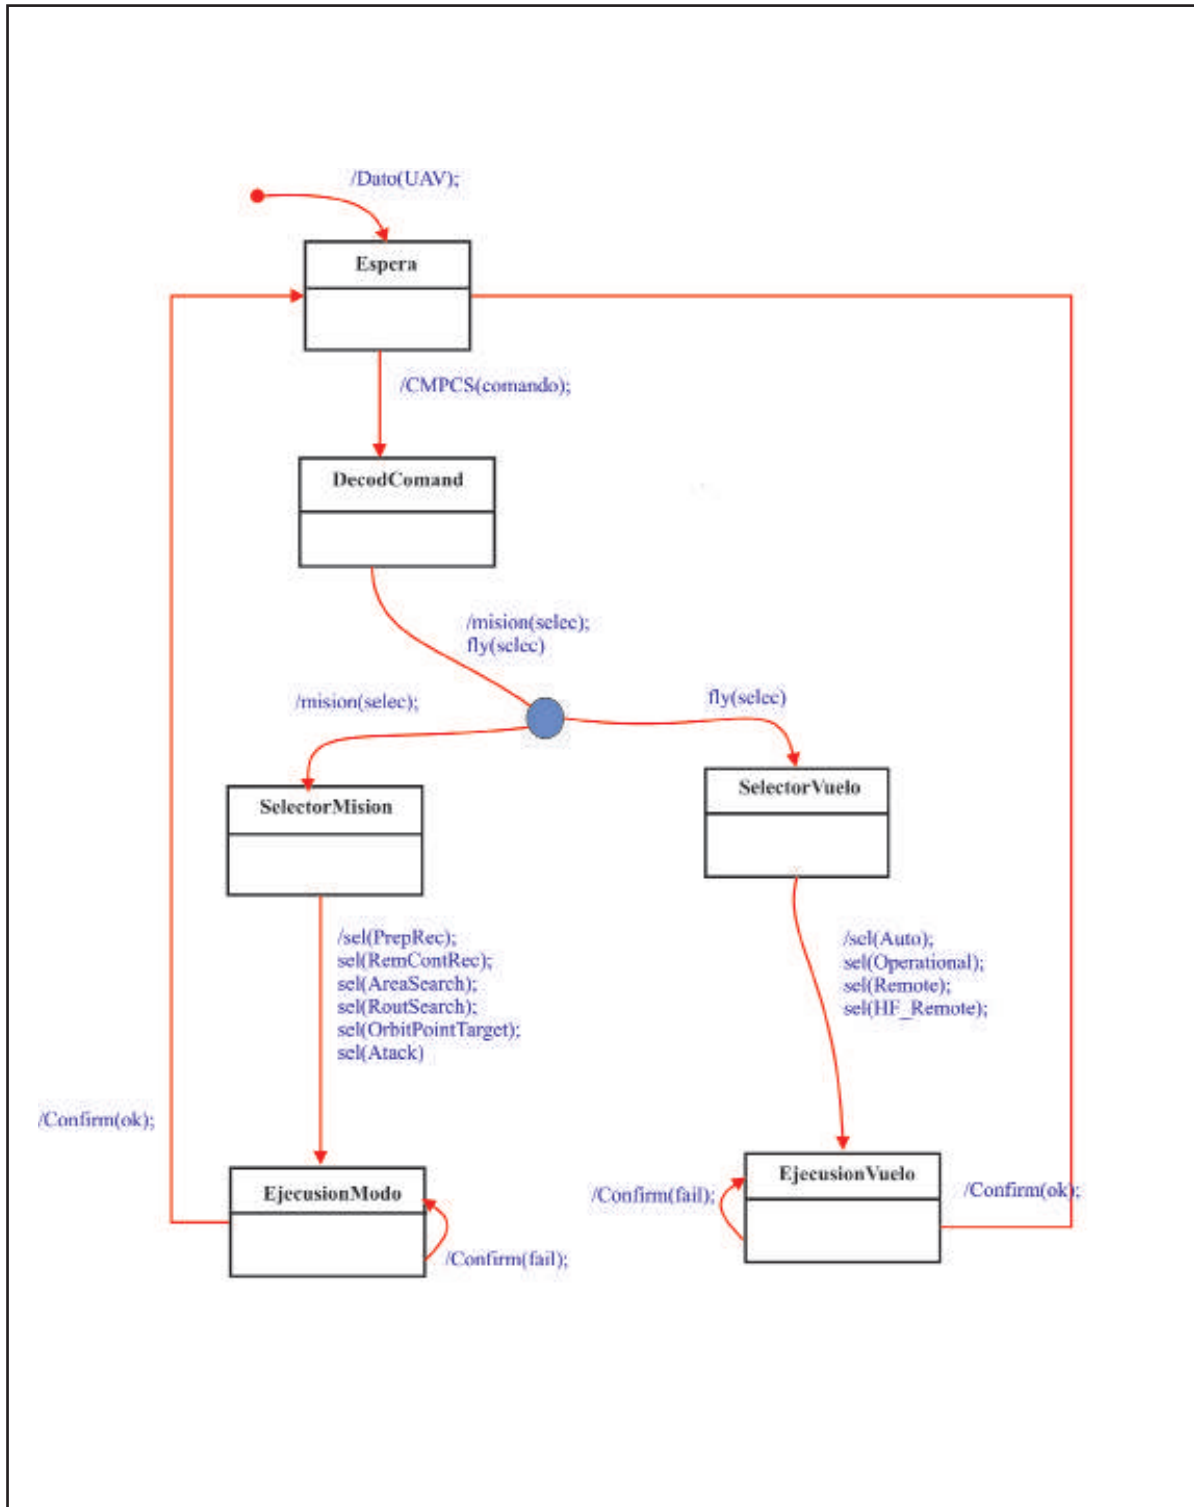 /Dato(UAV);
Espera
/CMPCS(comando);
DecodComand
/mision(selec);
fly(selec)
/mision(selec);
fly(selec)
SelectorMision
SelectorVuelo
/sel(PrepRec);
sel(RemContRec);
sel(AreaSearch);
sel(RoutSearch);
sel(OrbitPointTarget);
sel(Atack)
/sel(Auto);
sel(Operational);
sel(Remote);
sel(HF_Remote);
/Confirm(ok);
EjecusionModo
/Confirm(fail);
EjecusionVuelo
/Confirm(fail);
/Confirm(ok);